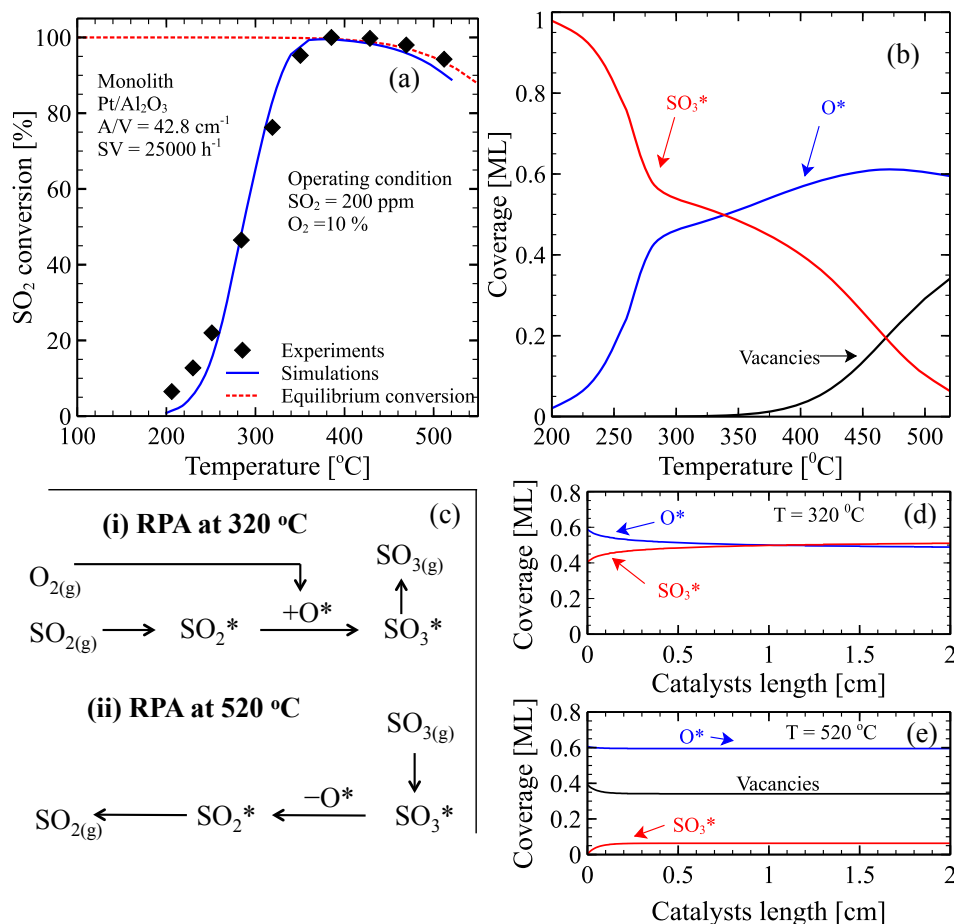 (a)
100
80
60
40
20
0
SO₂ conversion [%]
Monolith
Pt/Al₂O₃
A/V = 42.8 cm⁻¹
SV = 25000 h⁻¹
Operating condition
SO₂ = 200 ppm
O₂ =10 %
Experiments
Simulations
Equilibrium conversion
100 200 300 400 500
Temperature [°C]
(b)
1
0.8
0.6
0.4
0.2
0
Coverage [ML]
SO₃*
O*
Vacancies
200 250 300 350 400 450 500
Temperature [⁰C]
(c)
(i) RPA at 320 °C
SO₃(g)
O₂(g)
+O*
SO₂(g) SO₂* SO₃*
(ii) RPA at 520 °C
SO₃(g)
−O*
SO₂(g) SO₂* SO₃*
(d)
0.8
0.6
0.4
0.2
0
Coverage [ML]
O*
T = 320 ⁰C
SO₃*
0 0.5 1 1.5 2
Catalysts length [cm]
(e)
0.8
0.6
0.4
0.2
0
Coverage [ML]
O*
T = 520 °C
Vacancies
SO₃*
0 0.5 1 1.5 2
Catalysts length [cm]